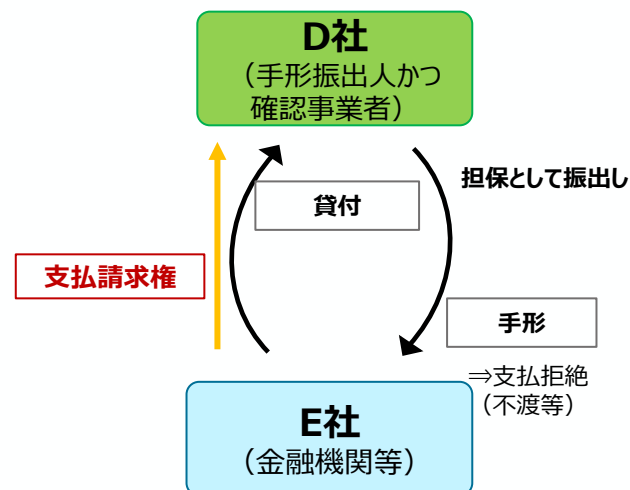 D社
（手形振出人かつ
確認事業者）
担保として振出し
貸付
支払請求権
手形
⇒支払拒絶
（不渡等）
E社
（金融機関等）